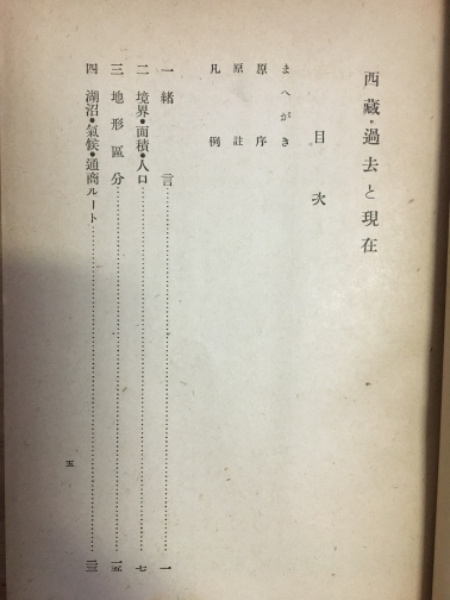 西藏・過去と現在
目次
まへがき
原序
原註
凡例
一 緒言……一
二 境界・面積・人口……七
三 地形區分……一五
四 湖沼・氣候・通商ルート……二三
五